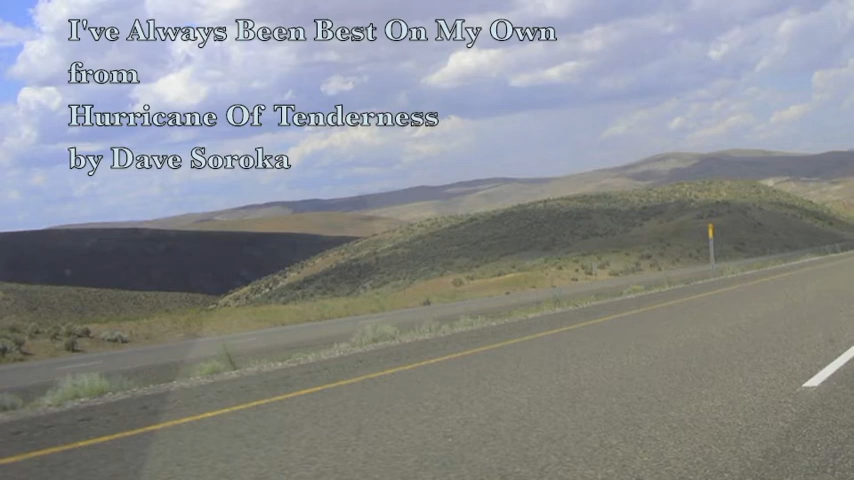 I've Always Been Best On My Own
from
Hurricane Of Tenderness
by Dave Soroka